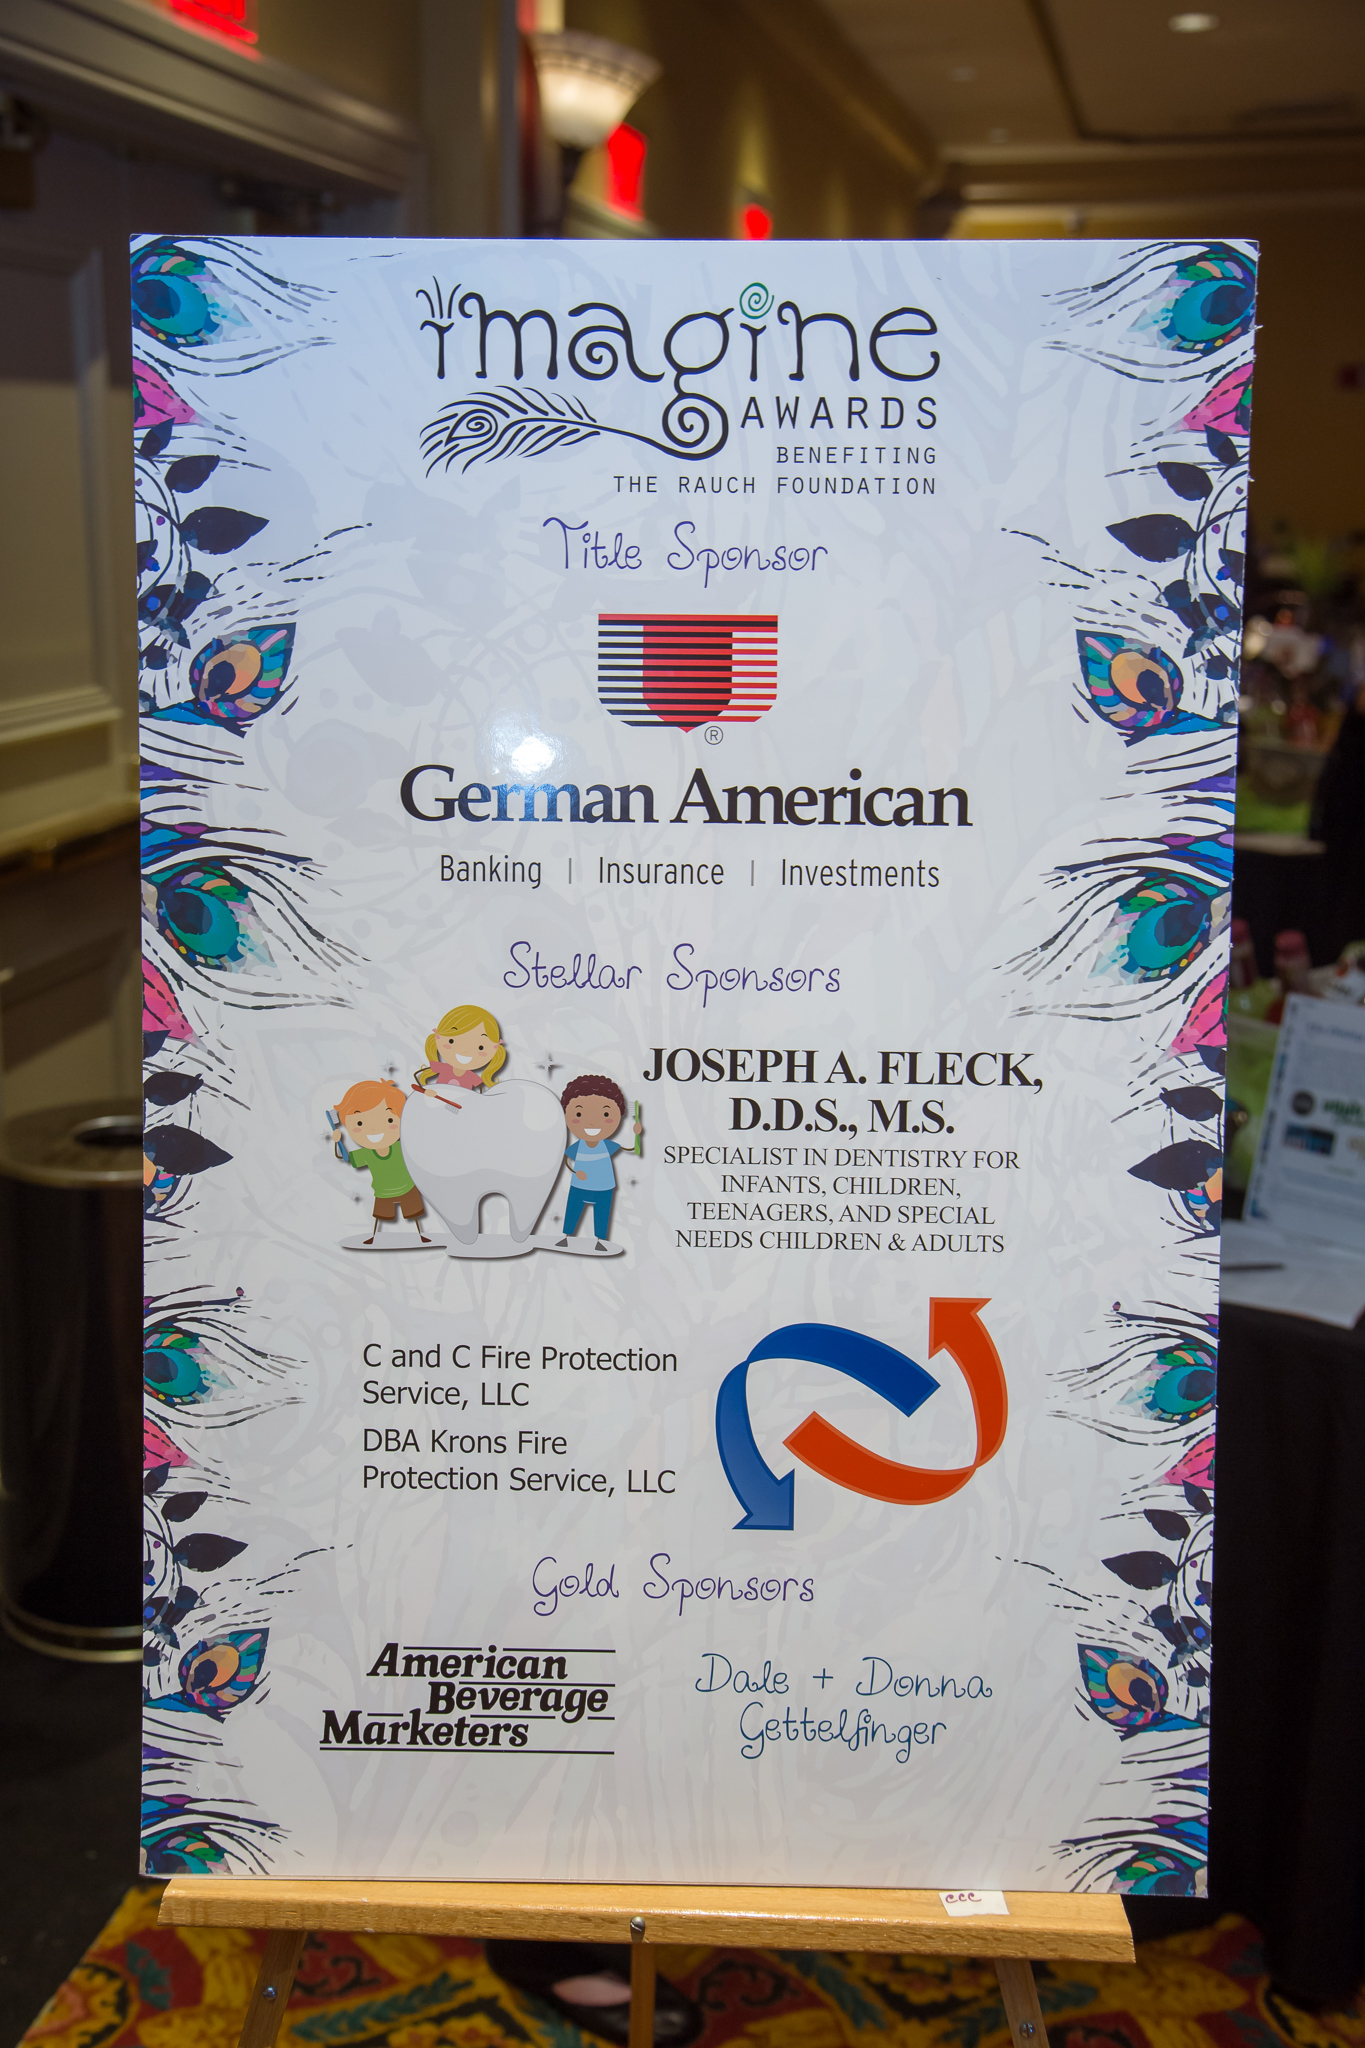 imagine
AWARDS
BENEFITING
THE RAUCH FOUNDATION
Title Sponsor
®
German American
Banking | Insurance | Investments
Stellar Sponsors
JOSEPH A. FLECK,
D.D.S., M.S.
SPECIALIST IN DENTISTRY FOR
INFANTS, CHILDREN,
TEENAGERS, AND SPECIAL
NEEDS CHILDREN & ADULTS
C and C Fire Protection
Service, LLC
DBA Krons Fire
Protection Service, LLC
Gold Sponsors
American
Beverage
Marketers
Dale + Donna
Gettelfinger
ccc